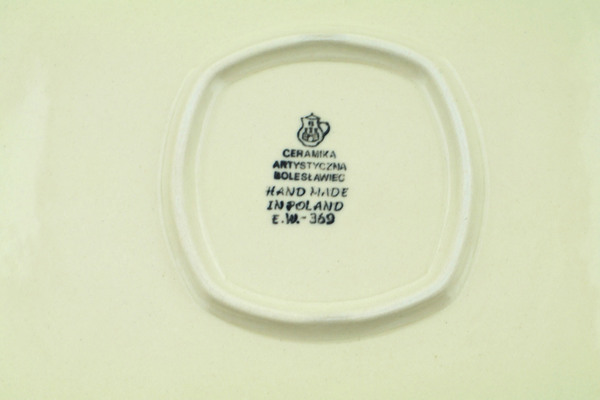 CERAMIKA
ARTYSTYCZNA
BOLESŁAWIEC
HAND MADE
IN POLAND
E.W.-369